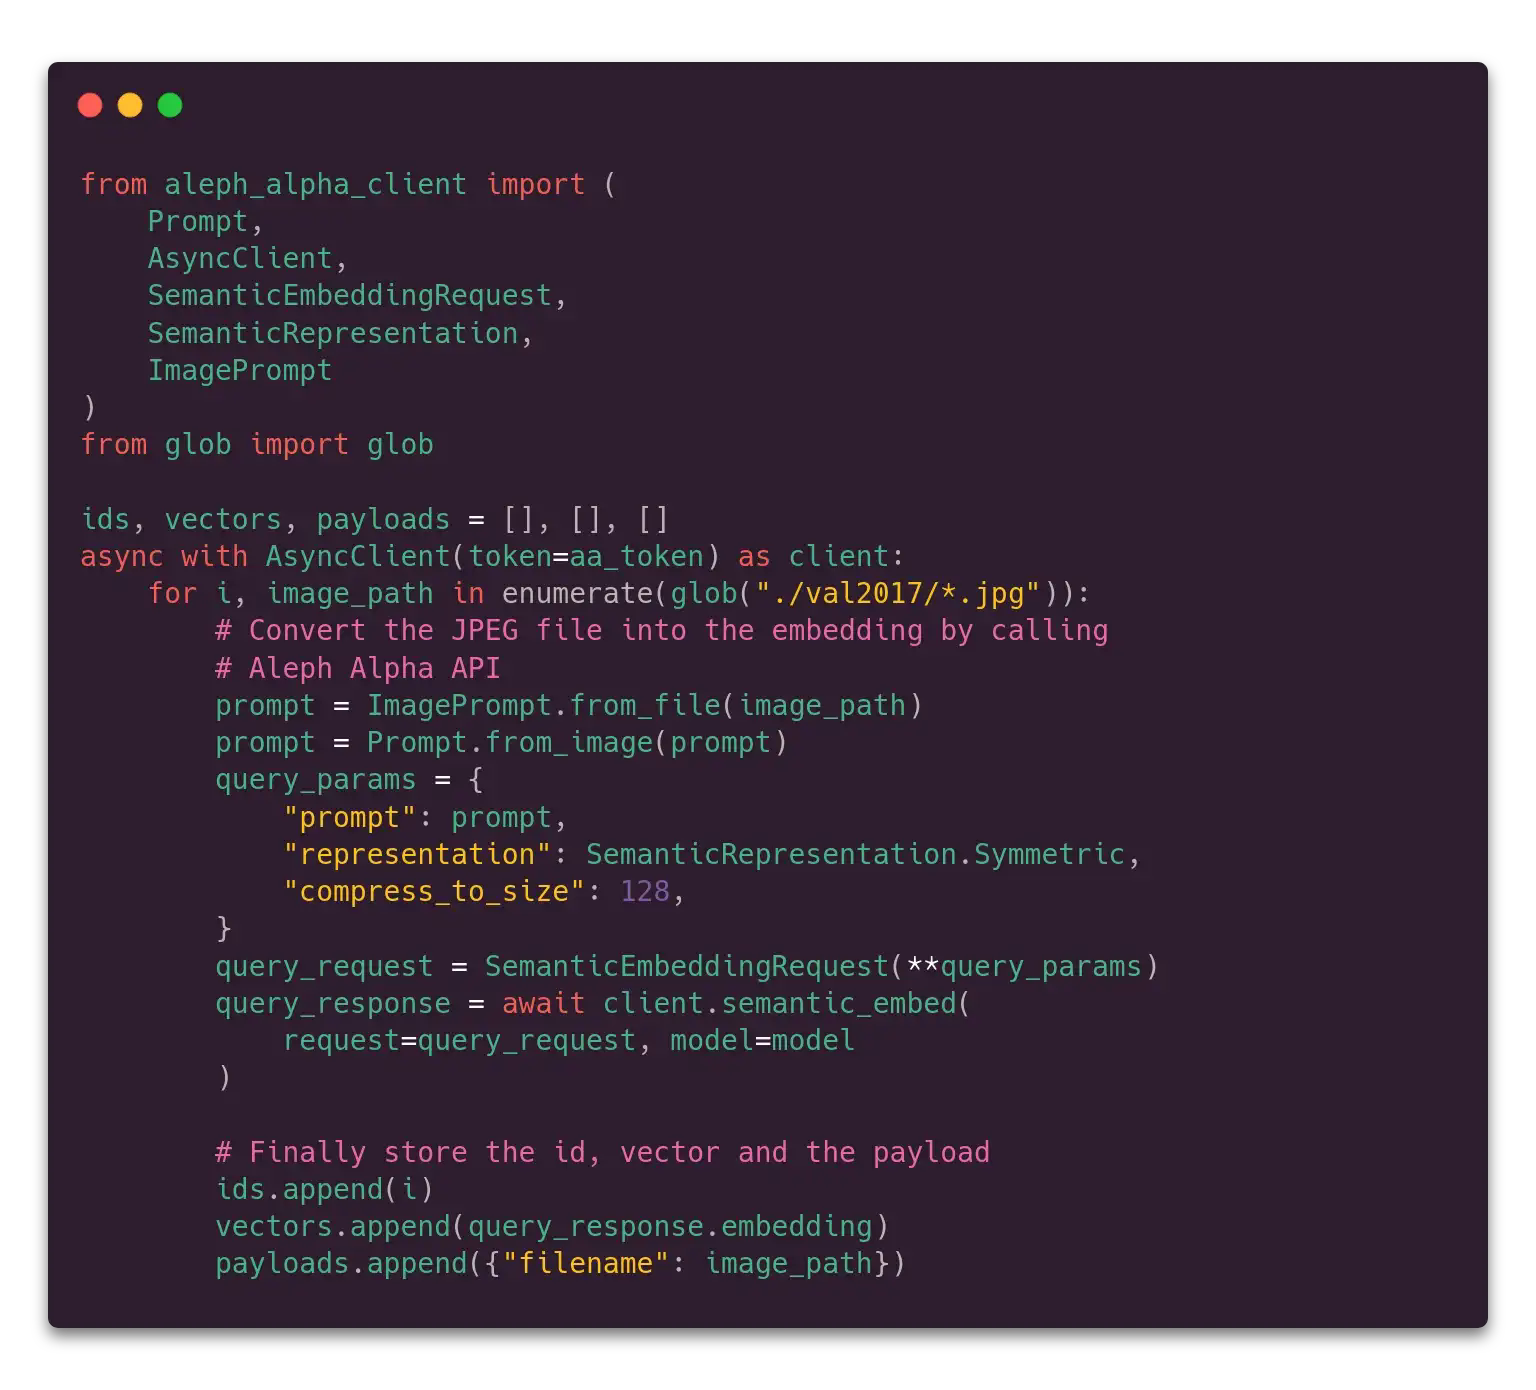 from aleph_alpha_client import (
    Prompt,
    AsyncClient,
    SemanticEmbeddingRequest,
    SemanticRepresentation,
    ImagePrompt
)
from glob import glob

ids, vectors, payloads = [], [], []
async with AsyncClient(token=aa_token) as client:
    for i, image_path in enumerate(glob("./val2017/*.jpg")):
        # Convert the JPEG file into the embedding by calling
        # Aleph Alpha API
        prompt = ImagePrompt.from_file(image_path)
        prompt = Prompt.from_image(prompt)
        query_params = {
            "prompt": prompt,
            "representation": SemanticRepresentation.Symmetric,
            "compress_to_size": 128,
        }
        query_request = SemanticEmbeddingRequest(**query_params)
        query_response = await client.semantic_embed(
            request=query_request, model=model
        )

        # Finally store the id, vector and the payload
        ids.append(i)
        vectors.append(query_response.embedding)
        payloads.append({"filename": image_path})